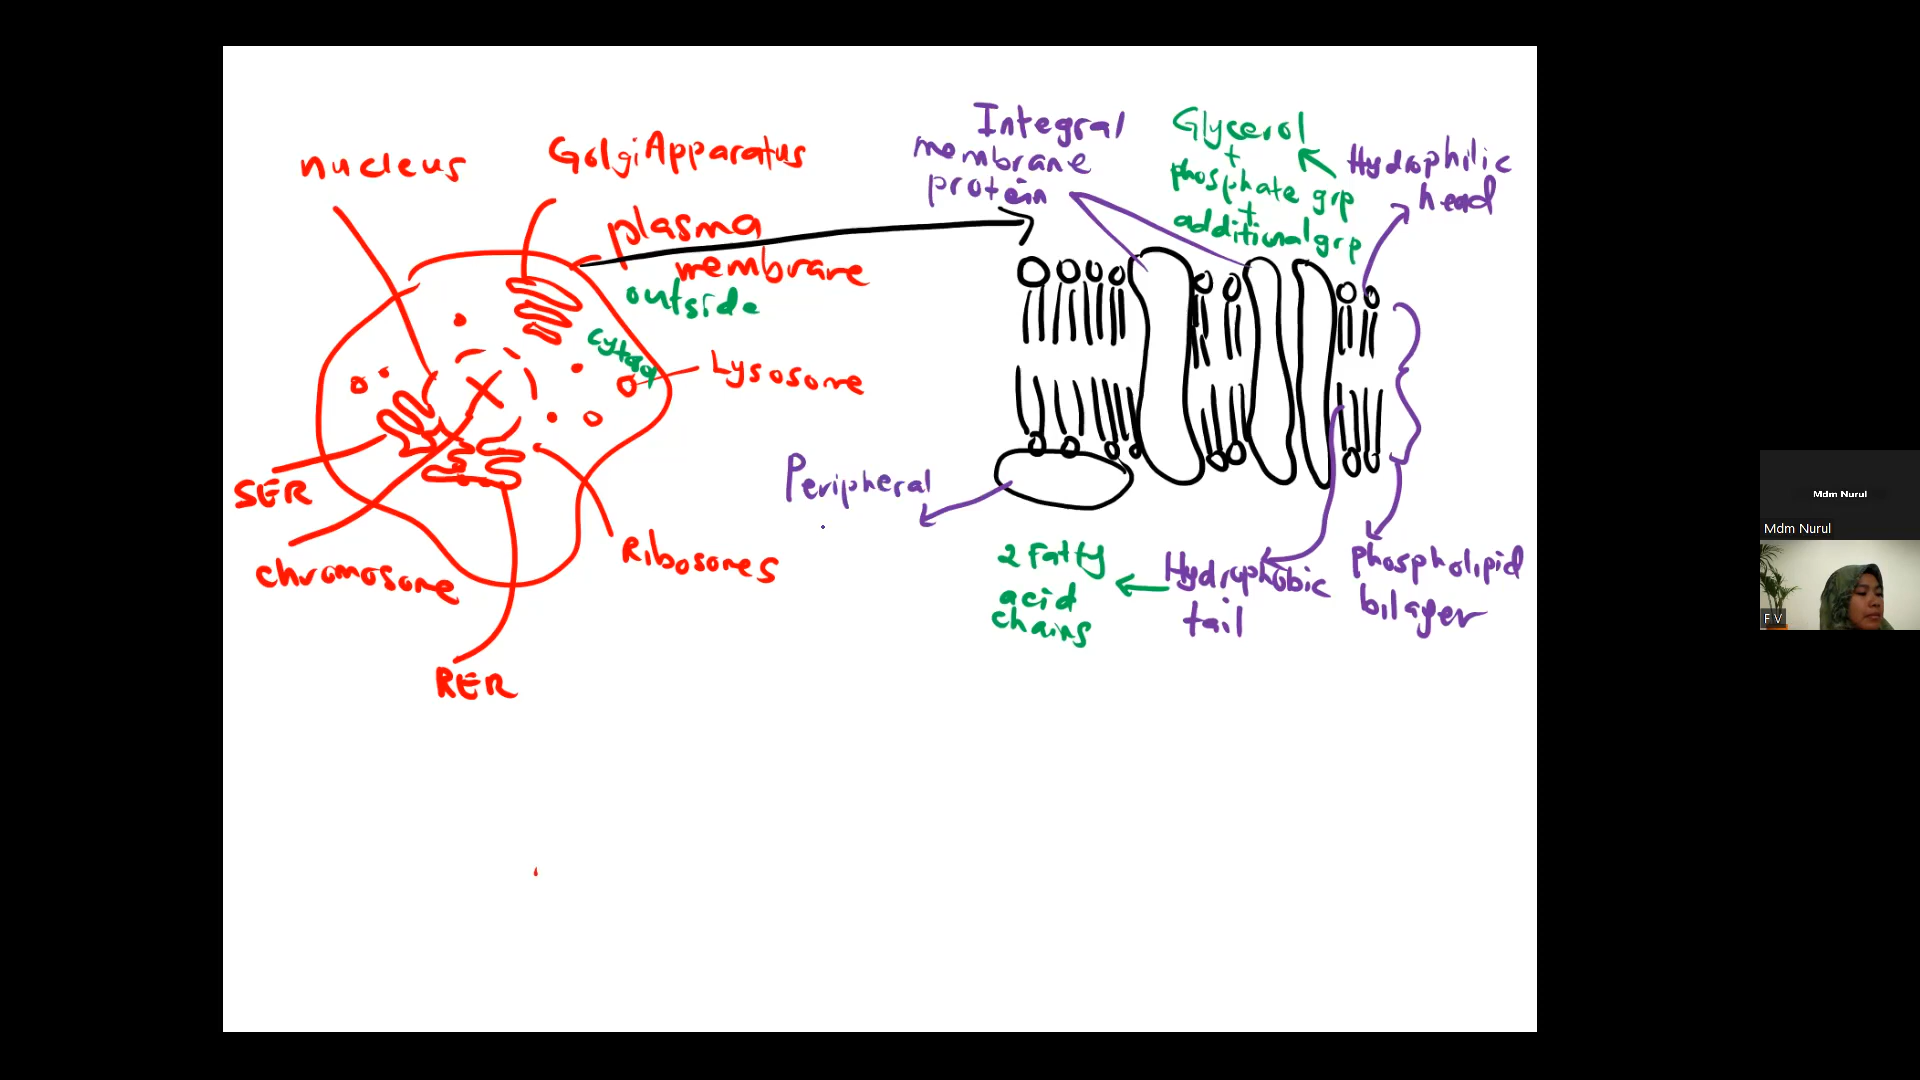 nucleus
Golgi Apparatus
plasma
membrane
outside
cytosol
Lysosome
SER
chromosome
Ribosomes
RER
Integral
membrane
protein
Glycerol
+
phosphate grp
+
additional grp
Hydrophilic
head
Peripheral
2 fatty
acid
chains
Hydrophobic
tail
phospholipid
bilayer
Mdm Nurul
Mdm Nurul
F V